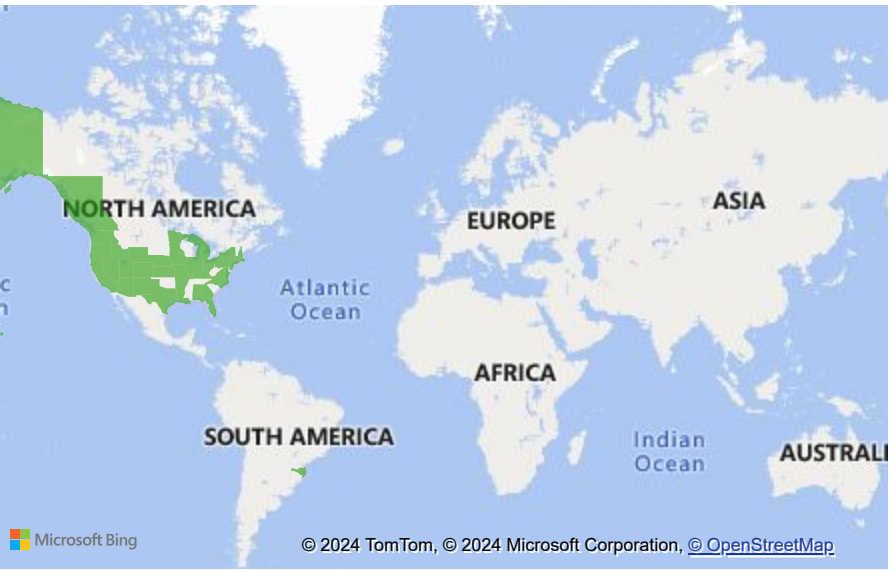 NORTH AMERICA
EUROPE
ASIA
Atlantic
Ocean
AFRICA
SOUTH AMERICA
Indian
Ocean
AUSTRALI
Microsoft Bing
© 2024 TomTom, © 2024 Microsoft Corporation, © OpenStreetMap